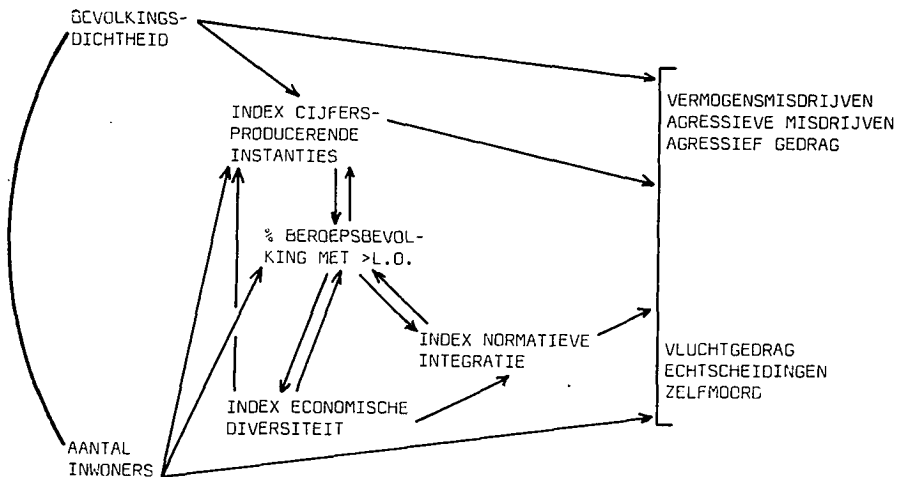 BEVOLKINGS-
DICHTHEID
INDEX CIJFERS-
PRODUCERENDE
INSTANTIES
VERMOGENSMISDRIJVEN
AGRESSIEVE MISDRIJVEN
AGRESSIEF GEDRAG
% BEROEPSBEVOL-
KING MET >L.O.
INDEX NORMATIEVE
INTEGRATIE
VLUCHTGEDRAG
ECHTSCHEIDINGEN
ZELFMOORD
INDEX ECONOMISCHE
DIVERSITEIT
AANTAL
INWONERS